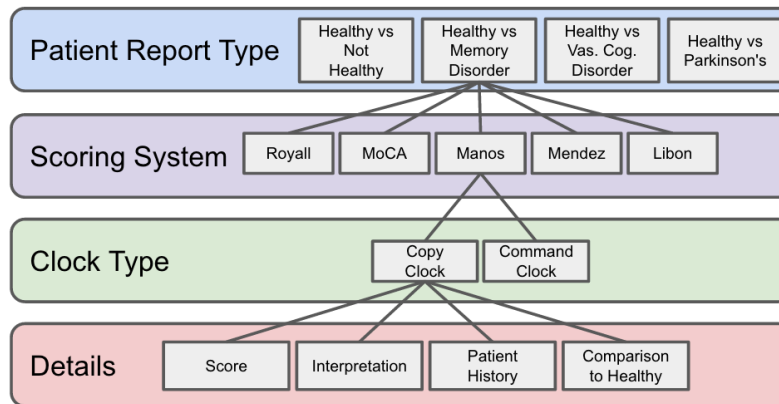 Patient Report Type
Healthy vs
Not
Healthy
Healthy vs
Memory
Disorder
Healthy vs
Vas. Cog.
Disorder
Healthy vs
Parkinson's
Scoring System
Royall
MoCA
Manos
Mendez
Libon
Clock Type
Copy
Clock
Command
Clock
Details
Score
Interpretation
Patient
History
Comparison
to Healthy